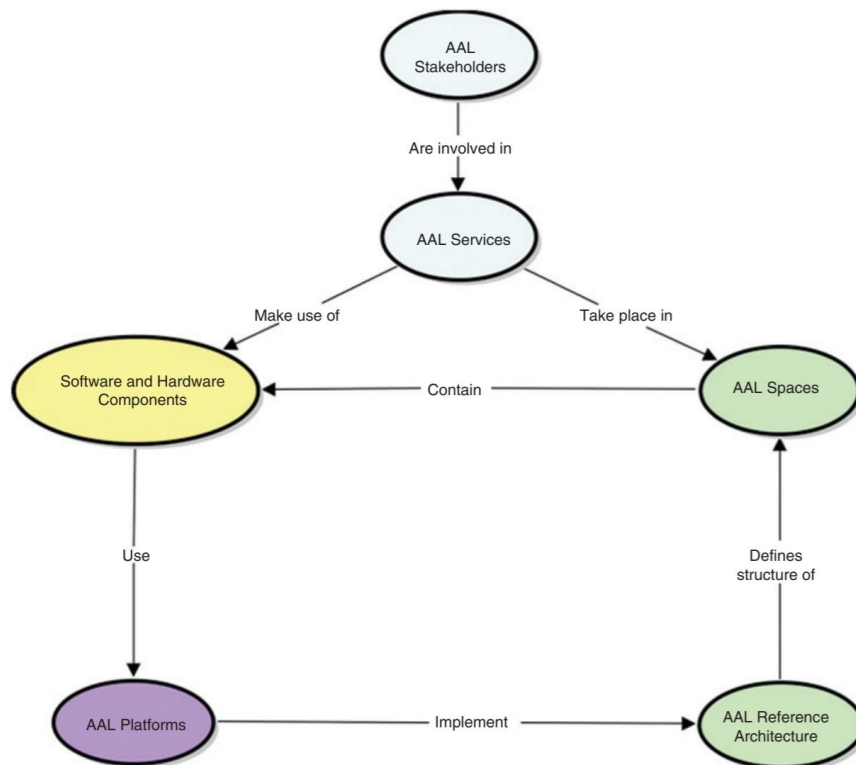 AAL
Stakeholders
Are involved in
AAL Services
Make use of
Take place in
Software and Hardware
Components
Contain
AAL Spaces
Use
Defines
structure of
AAL Platforms
Implement
AAL Reference
Architecture